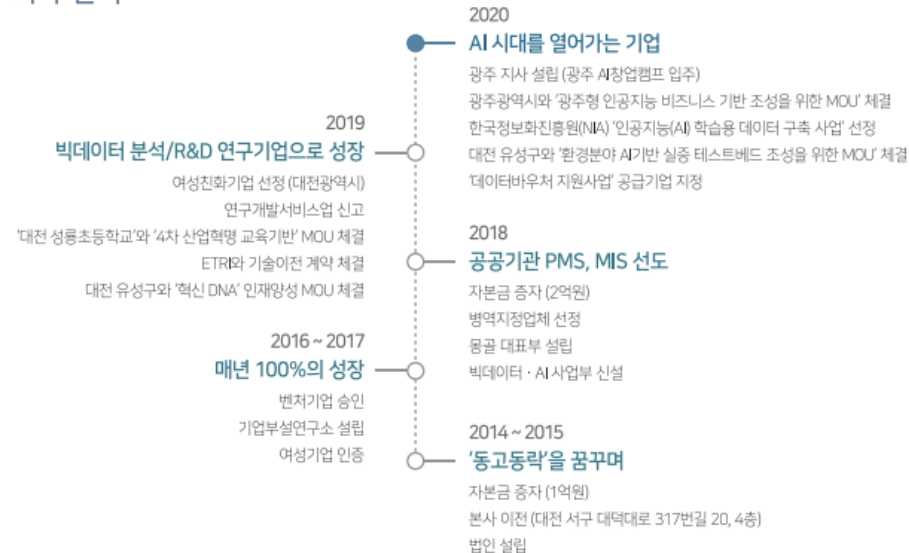 2020
AI 시대를 열어가는 기업
광주 지사 설립 (광주 AI창업캠프 입주)
광주광역시와 '광주형 인공지능 비즈니스 기반 조성을 위한 MOU' 체결
한국정보화진흥원(NIA) '인공지능(AI) 학습용 데이터 구축 사업' 선정
대전 유성구와 '환경분야 AI기반 실증 테스트베드 조성을 위한 MOU' 체결
'데이터바우처 지원사업' 공급기업 지정
2019
빅데이터 분석/R&D 연구기업으로 성장
여성친화기업 선정 (대전광역시)
연구개발서비스업 신고
'대전 성룡초등학교'와 '4차 산업혁명 교육기반' MOU 체결
ETRI와 기술이전 계약 체결
대전 유성구와 '혁신 DNA' 인재양성 MOU 체결
2018
공공기관 PMS, MIS 선도
자본금 증자 (2억원)
병역지정업체 선정
몽골 대표부 설립
빅데이터 · AI 사업부 신설
2016 ~ 2017
매년 100%의 성장
벤처기업 승인
기업부설연구소 설립
여성기업 인증
2014 ~ 2015
'동고동락'을 꿈꾸며
자본금 증자 (1억원)
본사 이전 (대전 서구 대덕대로 317번길 20, 4층)
법인 설립